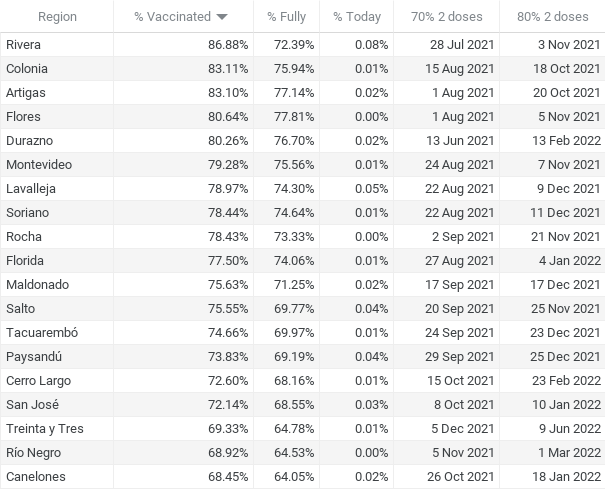 Region % Vaccinated % Fully % Today 70% 2 doses 80% 2 doses
Rivera 86.88% 72.39% 0.08% 28 Jul 2021 3 Nov 2021
Colonia 83.11% 75.94% 0.01% 15 Aug 2021 18 Oct 2021
Artigas 83.10% 77.14% 0.02% 1 Aug 2021 20 Oct 2021
Flores 80.64% 77.81% 0.00% 1 Aug 2021 5 Nov 2021
Durazno 80.26% 76.70% 0.02% 13 Jun 2021 13 Feb 2022
Montevideo 79.28% 75.56% 0.01% 24 Aug 2021 7 Nov 2021
Lavalleja 78.97% 74.30% 0.05% 22 Aug 2021 9 Dec 2021
Soriano 78.44% 74.64% 0.01% 22 Aug 2021 11 Dec 2021
Rocha 78.43% 73.33% 0.00% 2 Sep 2021 21 Nov 2021
Florida 77.50% 74.06% 0.01% 27 Aug 2021 4 Jan 2022
Maldonado 75.63% 71.25% 0.02% 17 Sep 2021 17 Dec 2021
Salto 75.55% 69.77% 0.04% 20 Sep 2021 25 Nov 2021
Tacuarembó 74.66% 69.97% 0.01% 24 Sep 2021 23 Dec 2021
Paysandú 73.83% 69.19% 0.04% 29 Sep 2021 25 Dec 2021
Cerro Largo 72.60% 68.16% 0.01% 15 Oct 2021 23 Feb 2022
San José 72.14% 68.55% 0.03% 8 Oct 2021 10 Jan 2022
Treinta y Tres 69.33% 64.78% 0.01% 5 Dec 2021 9 Jun 2022
Río Negro 68.92% 64.53% 0.00% 5 Nov 2021 1 Mar 2022
Canelones 68.45% 64.05% 0.02% 26 Oct 2021 18 Jan 2022